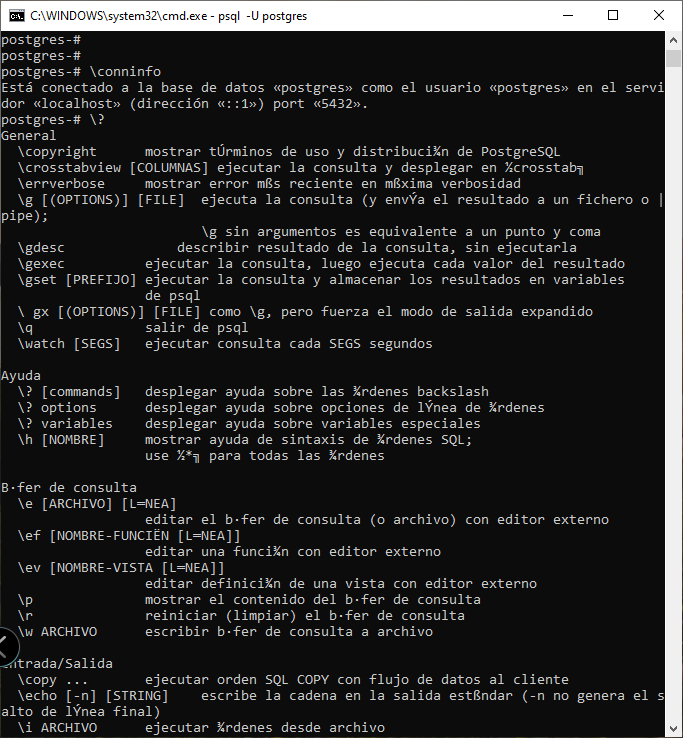 C:\WINDOWS\system32\cmd.exe - psql -U postgres
postgres-#
postgres-#
postgres-# \conninfo
Está conectado a la base de datos «postgres» como el usuario «postgres» en el servi
dor «localhost» (dirección «::1») port «5432».
postgres-# \?
General
  \copyright      mostrar tÚrminos de uso y distribuci¾n de PostgreSQL
  \crosstabview [COLUMNAS] ejecutar la consulta y desplegar en ½crosstab╗
  \errverbose     mostrar error mßs reciente en mßxima verbosidad
  \g [(OPTIONS)] [FILE]  ejecuta la consulta (y envÝa el resultado a un fichero o |
pipe);
                         \g sin argumentos es equivalente a un punto y coma
  \gdesc              describir resultado de la consulta, sin ejecutarla
  \gexec          ejecutar la consulta, luego ejecuta cada valor del resultado
  \gset [PREFIJO] ejecutar la consulta y almacenar los resultados en variables
                  de psql
  \ gx [(OPTIONS)] [FILE] como \g, pero fuerza el modo de salida expandido
  \q              salir de psql
  \watch [SEGS]   ejecutar consulta cada SEGS segundos
Ayuda
  \? [commands]   desplegar ayuda sobre las ¾rdenes backslash
  \? options      desplegar ayuda sobre opciones de lÝnea de ¾rdenes
  \? variables    desplegar ayuda sobre variables especiales
  \h [NOMBRE]     mostrar ayuda de sintaxis de ¾rdenes SQL;
                  use ½*╗ para todas las ¾rdenes
B·fer de consulta
  \e [ARCHIVO] [L═NEA]
                  editar el b·fer de consulta (o archivo) con editor externo
  \ef [NOMBRE-FUNCIËN [L═NEA]]
                  editar una funci¾n con editor externo
  \ev [NOMBRE-VISTA [L═NEA]]
                  editar definici¾n de una vista con editor externo
  \p              mostrar el contenido del b·fer de consulta
  \r              reiniciar (limpiar) el b·fer de consulta
  \w ARCHIVO      escribir b·fer de consulta a archivo
Entrada/Salida
  \copy ...       ejecutar orden SQL COPY con flujo de datos al cliente
  \echo [-n] [STRING]    escribe la cadena en la salida estßndar (-n no genera el s
alto de lÝnea final)
  \i ARCHIVO      ejecutar ¾rdenes desde archivo